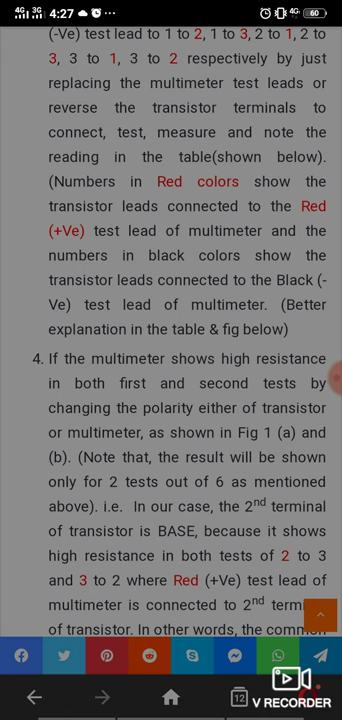 4G 3G 4:27 4G 60
(-Ve) test lead to 1 to 2, 1 to 3, 2 to 1, 2 to
3, 3 to 1, 3 to 2 respectively by just
replacing the multimeter test leads or
reverse the transistor terminals to
connect, test, measure and note the
reading in the table(shown below).
(Numbers in Red colors show the
transistor leads connected to the Red
(+Ve) test lead of multimeter and the
numbers in black colors show the
transistor leads connected to the Black (-
Ve) test lead of multimeter. (Better
explanation in the table & fig below)
4. If the multimeter shows high resistance
in both first and second tests by
changing the polarity either of transistor
or multimeter, as shown in Fig 1 (a) and
(b). (Note that, the result will be shown
only for 2 tests out of 6 as mentioned
above). i.e. In our case, the 2nd terminal
of transistor is BASE, because it shows
high resistance in both tests of 2 to 3
and 3 to 2 where Red (+Ve) test lead of
multimeter is connected to 2nd
of transistor. In other words, the common
12
V RECORDER